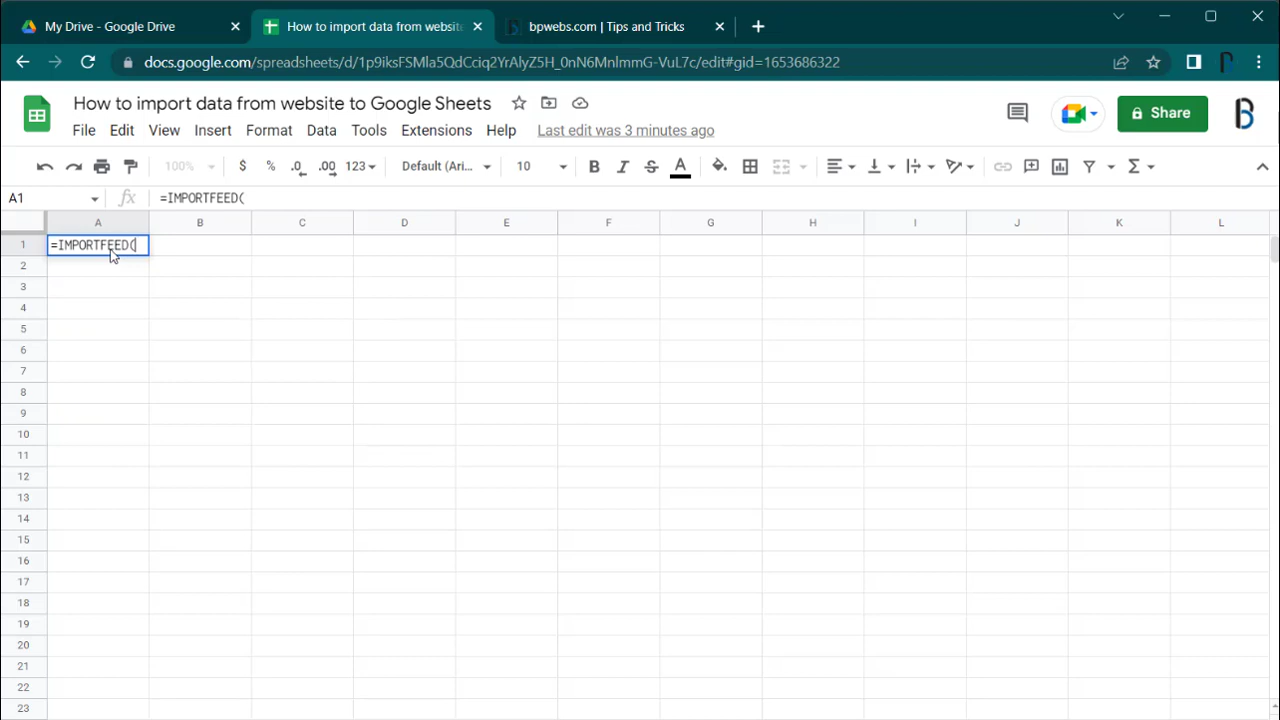 My Drive - Google Drive
How to import data from website
bpwebs.com | Tips and Tricks
docs.google.com/spreadsheets/d/1p9iksFSMla5QdCciq2YrAlyZ5H_0nN6MnlmmG-VuL7c/edit#gid=1653686322
How to import data from website to Google Sheets
File Edit View Insert Format Data Tools Extensions Help Last edit was 3 minutes ago
Share
100% $ % .0 .00 123 Default (Ari... 10 B I S A Σ
A1 fx =IMPORTFEED(
A B C D E F G H I J K L
1 =IMPORTFEED(
2
3
4
5
6
7
8
9
10
11
12
13
14
15
16
17
18
19
20
21
22
23